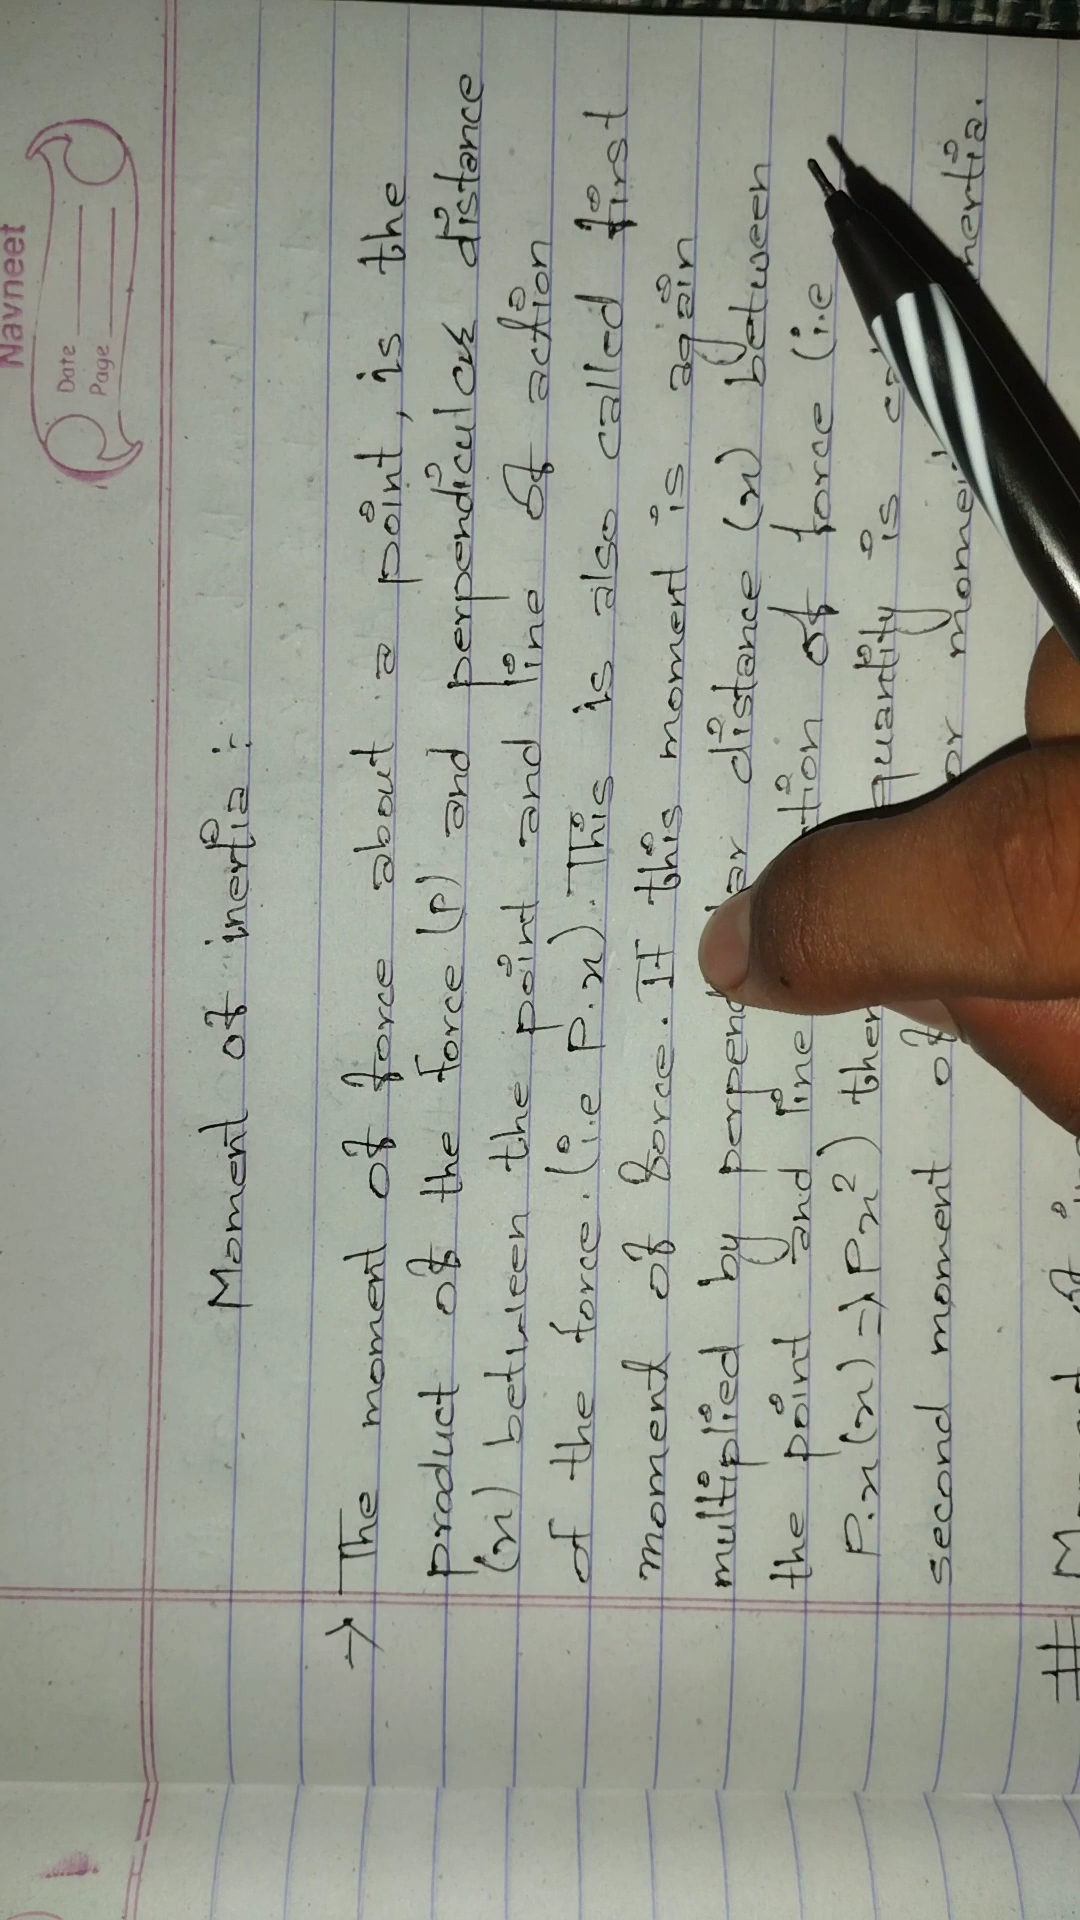 Navneet
Date
Page
Moment of inertia :
→ The moment of force about a point, is the
product of the force (P) and perpendicular distance
(x) between the point and line of action
of the force. (i.e P.x). This is also called first
moment of force. If this moment is again
multiplied by distance (x) between
the point and line of force (i.e
P.x(x) => Px²) then quantity is
second moment of or
# of